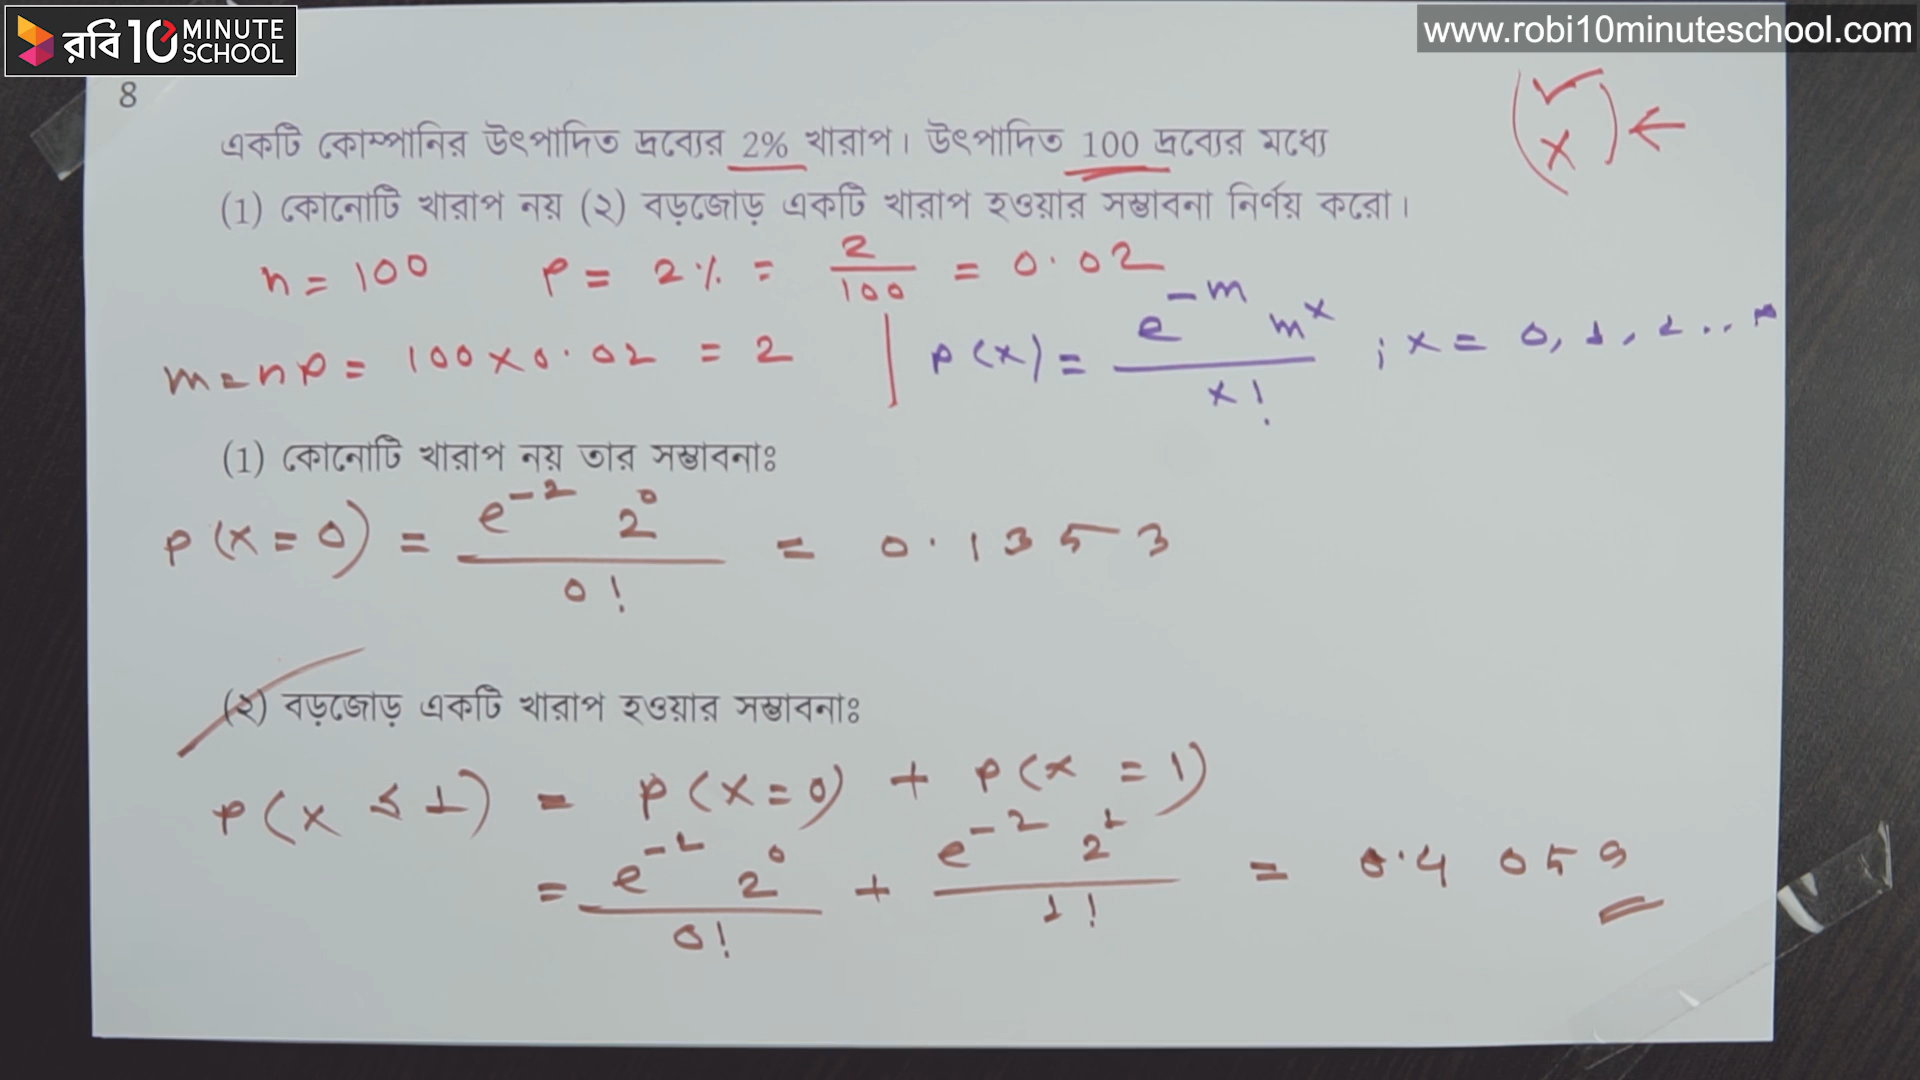 রবি 10 MINUTE SCHOOL
www.robi10minuteschool.com
8
একটি কোম্পানির উৎপাদিত দ্রব্যের 2% খারাপ। উৎপাদিত 100 দ্রব্যের মধ্যে
(1) কোনোটি খারাপ নয় (২) বড়জোড় একটি খারাপ হওয়ার সম্ভাবনা নির্ণয় করো।
n = 100 P = 2% = 2/100 = 0.02
m = np = 100 × 0.02 = 2 | P(x) = e^-m m^x / x! ; x = 0, 1, 2 .. n
(1) কোনোটি খারাপ নয় তার সম্ভাবনাঃ
P(x = 0) = e^-2 2^0 / 0! = 0.1353
(২) বড়জোড় একটি খারাপ হওয়ার সম্ভাবনাঃ
P(x ≤ 1) = P(x = 0) + P(x = 1)
= e^-2 2^0 / 0! + e^-2 2^1 / 1! = 0.4059